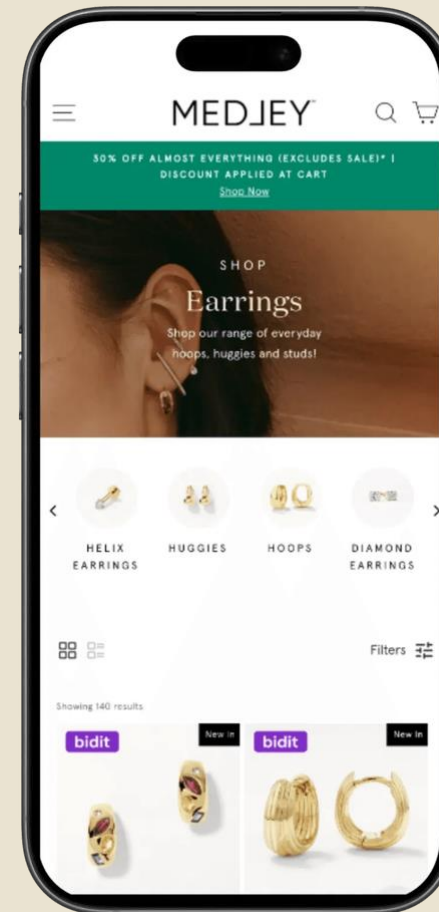 MEDLEY
30% OFF ALMOST EVERYTHING (EXCLUDES SALE)* |
DISCOUNT APPLIED AT CART
Shop Now
SHOP
Earrings
Shop our range of everyday
hoops, huggies and studs!
HELIX
EARRINGS
HUGGIES
HOOPS
DIAMOND
EARRINGS
Filters
Showing 140 results
bidit
New In
bidit
New In